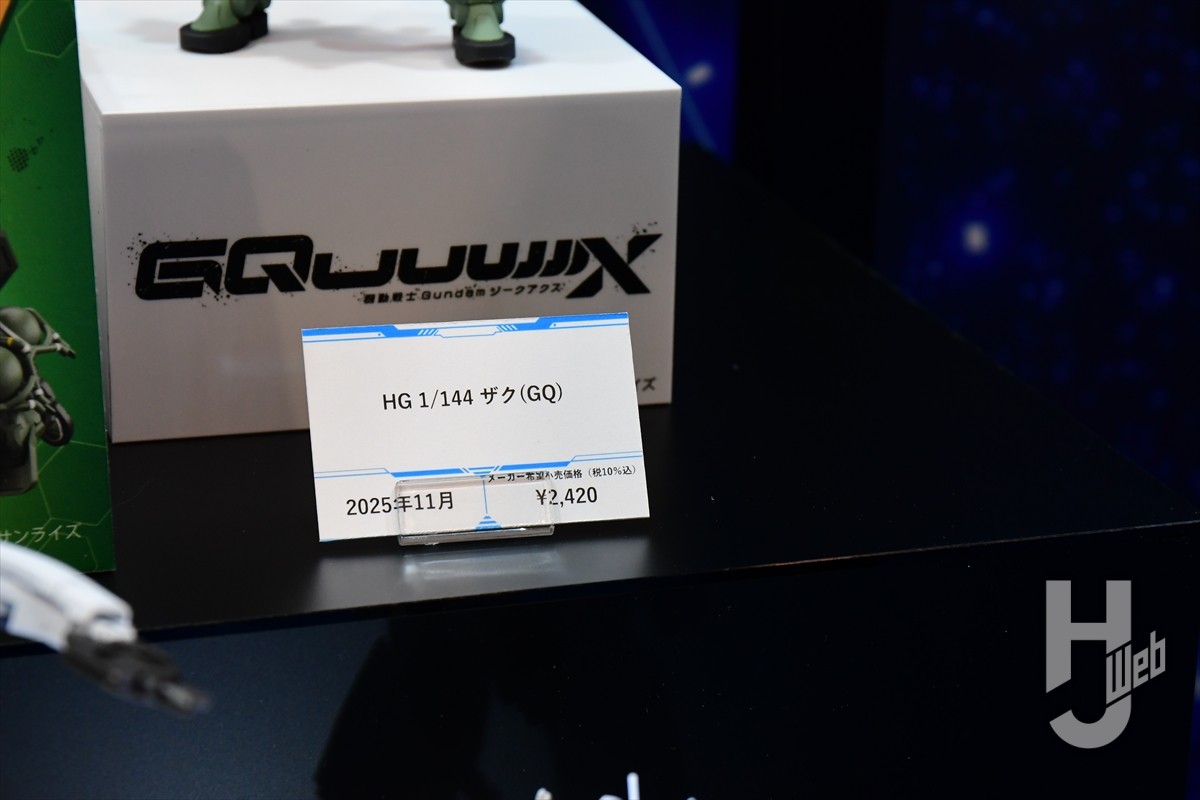 GQuuuuuuX
機動戦士Gundam ジークアクス
HG 1/144 ザク(GQ)
メーカー希望小売価格（税10%込）
2025年11月
¥2,420
サンライズ
HJ Web